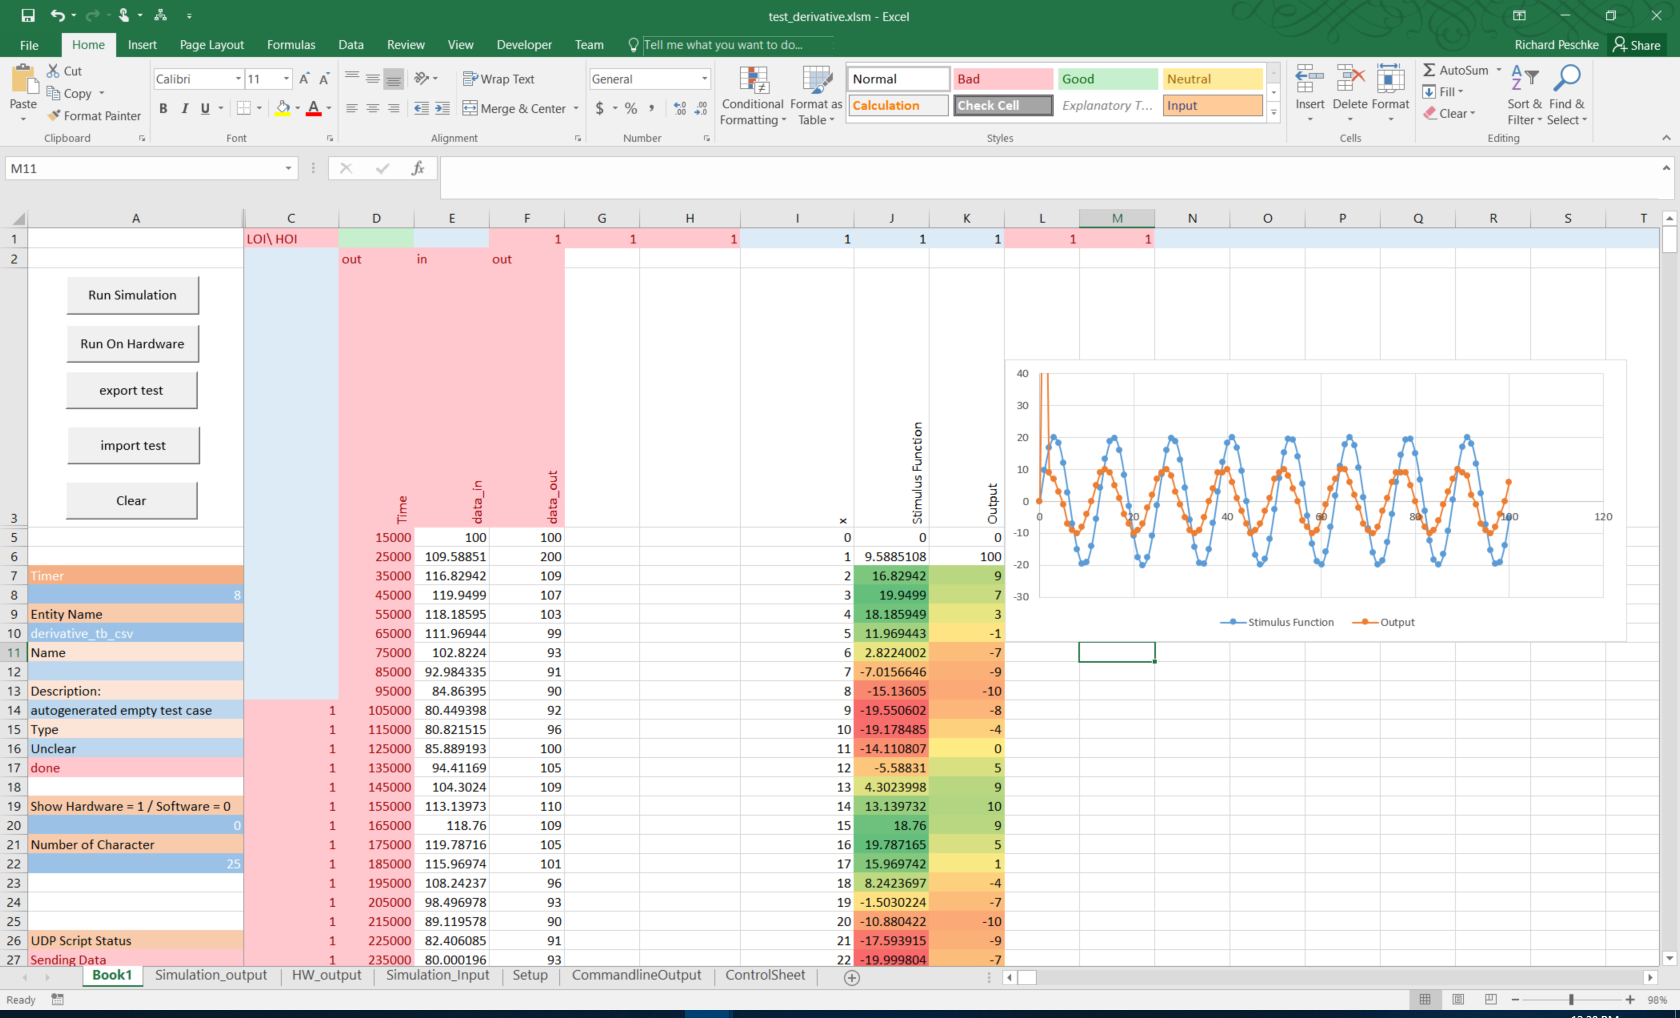 test_derivative.xlsm - Excel
File Home Insert Page Layout Formulas Data Review View Developer Team Tell me what you want to do... Richard Peschke Share
Paste
Cut
Copy
Format Painter
Clipboard
Calibri 11
B I U
Font
Wrap Text
Merge & Center
Alignment
General
$ % ,
Number
Conditional Formatting
Format as Table
Normal Bad Good Neutral
Calculation Check Cell Explanatory T... Input
Styles
Insert Delete Format
Cells
AutoSum
Fill
Clear
Sort & Filter
Find & Select
Editing
M11 fx
A C D E F G H I J K L M N O P Q R S T
1 LOI\ HOI 1 1 1 1 1 1 1 1
2 out in out
Run Simulation
Run On Hardware
export test
import test
Clear
3 Time data_in data_out x Stimulus Function Output
5 15000 100 100 0 0 0
6 25000 109.58851 200 1 9.5885108 100
7 Timer 35000 116.82942 109 2 16.82942 9
8 8 45000 119.9499 107 3 19.9499 7
9 Entity Name 55000 118.18595 103 4 18.185949 3
10 derivative_tb_csv 65000 111.96944 99 5 11.969443 -1
11 Name 75000 102.8224 93 6 2.8224002 -7
12 85000 92.984335 91 7 -7.0156646 -9
13 Description: 95000 84.86395 90 8 -15.13605 -10
14 autogenerated empty test case 1 105000 80.449398 92 9 -19.550602 -8
15 Type 1 115000 80.821515 96 10 -19.178485 -4
16 Unclear 1 125000 85.889193 100 11 -14.110807 0
17 done 1 135000 94.41169 105 12 -5.58831 5
18 1 145000 104.3024 109 13 4.3023998 9
19 Show Hardware = 1 / Software = 0 1 155000 113.13973 110 14 13.139732 10
20 0 1 165000 118.76 109 15 18.76 9
21 Number of Character 1 175000 119.78716 105 16 19.787165 5
22 25 1 185000 115.96974 101 17 15.969742 1
23 1 195000 108.24237 96 18 8.2423697 -4
24 1 205000 98.496978 93 19 -1.5030224 -7
25 1 215000 89.119578 90 20 -10.880422 -10
26 UDP Script Status 1 225000 82.406085 91 21 -17.593915 -9
27 Sending Data 1 235000 80.000196 93 22 -19.999804 -7
40
30
20
10
0
-10
-20
-30
0 20 40 60 80 100 120
Stimulus Function Output
Book1 Simulation_output HW_output Simulation_Input Setup CommandlineOutput ControlSheet
Ready 98%